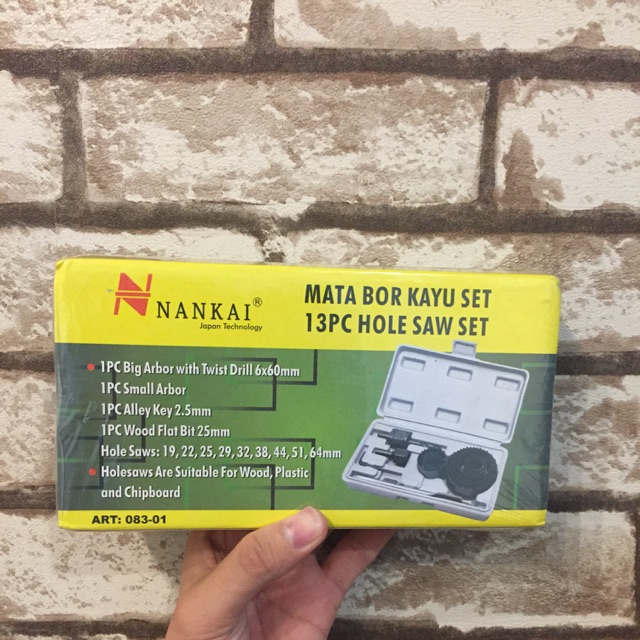 NANKAI®
Japan Technology
MATA BOR KAYU SET
13PC HOLE SAW SET
1PC Big Arbor with Twist Drill 6x60mm
1PC Small Arbor
1PC Alley Key 2.5mm
1PC Wood Flat Bit 25mm
Hole Saws: 19, 22, 25, 29, 32, 38, 44, 51, 64mm
Holesaws Are Suitable For Wood, Plastic
and Chipboard
ART: 083-01